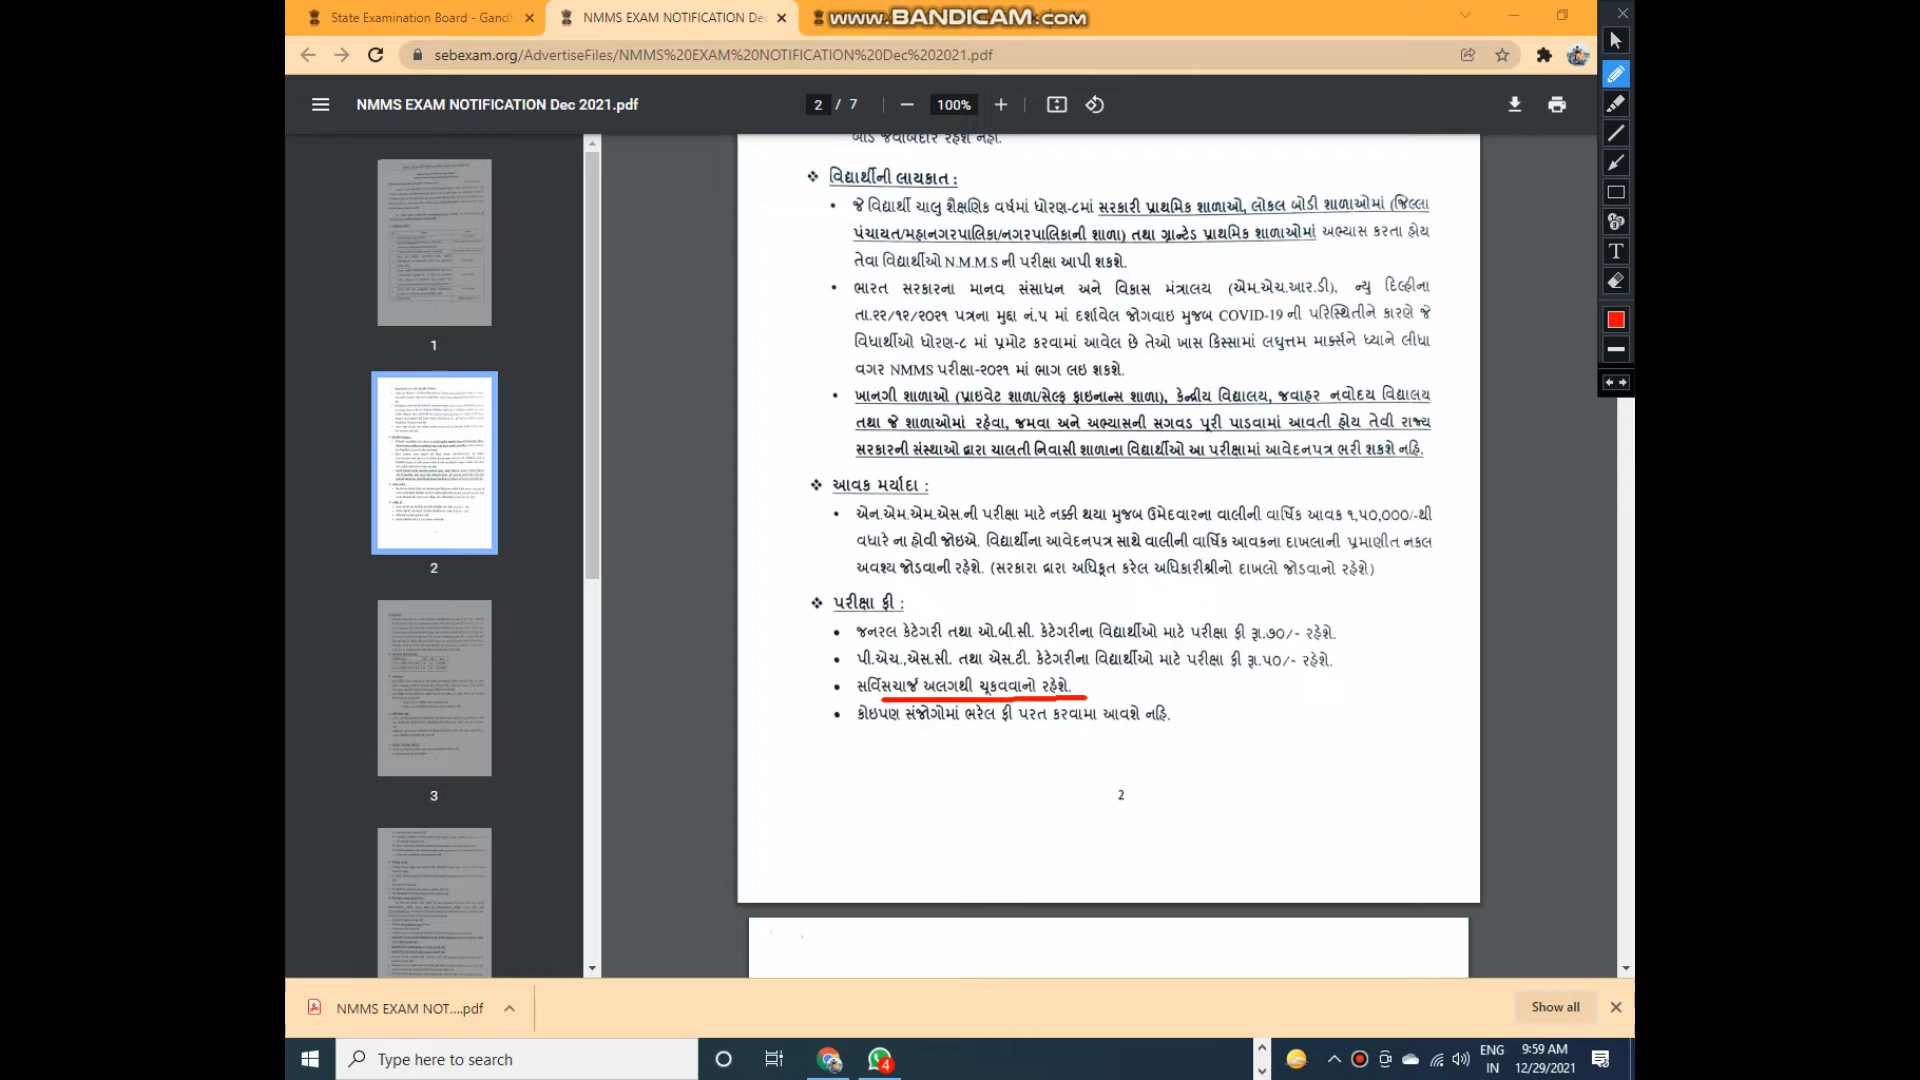 State Examination Board - Gandh
NMMS EXAM NOTIFICATION Dec
www.BANDICAM.com
sebexam.org/AdvertiseFiles/NMMS%20EXAM%20NOTIFICATION%20Dec%202021.pdf
NMMS EXAM NOTIFICATION Dec 2021.pdf
2 / 7
100%
1
2
3
બોર્ડ જવાબદાર રહેશે નહી.
❖ વિદ્યાર્થીની લાયકાત :
• જે વિદ્યાર્થી ચાલુ શૈક્ષણિક વર્ષમાં ધોરણ-૮માં સરકારી પ્રાથમિક શાળાઓ, લોકલ બોડી શાળાઓમાં (જિલ્લા
પંચાયત/મહાનગરપાલિકા/નગરપાલિકાની શાળા) તથા ગ્રાન્ટેડ પ્રાથમિક શાળાઓમાં અભ્યાસ કરતા હોય
તેવા વિદ્યાર્થીઓ N.M.M.S ની પરીક્ષા આપી શકશે.
• ભારત સરકારના માનવ સંસાધન અને વિકાસ મંત્રાલય (એમ.એચ.આર.ડી), ન્યુ દિલ્હીના
તા.૨૨/૧૨/૨૦૨૧ પત્રના મુદ્દા નં.૫ માં દર્શાવેલ જોગવાઇ મુજબ COVID-19 ની પરિસ્થિતીને કારણે જે
વિધાર્થીઓ ધોરણ-૮ માં પ્રમોટ કરવામાં આવેલ છે તેઓ ખાસ કિસ્સામાં લઘુત્તમ માર્ક્સને ધ્યાને લીધા
વગર NMMS પરીક્ષા-૨૦૨૧ માં ભાગ લઇ શકશે.
• ખાનગી શાળાઓ (પ્રાઇવેટ શાળા/સેલ્ફ ફાઇનાન્સ શાળા), કેન્દ્રીય વિદ્યાલય, જવાહર નવોદય વિદ્યાલય
તથા જે શાળાઓમાં રહેવા, જમવા અને અભ્યાસની સગવડ પૂરી પાડવામાં આવતી હોય તેવી રાજ્ય
સરકારની સંસ્થાઓ દ્વારા ચાલતી નિવાસી શાળાના વિદ્યાર્થીઓ આ પરીક્ષામાં આવેદનપત્ર ભરી શકશે નહિ.
❖ આવક મર્યાદા :
• એન.એમ.એમ.એસ.ની પરીક્ષા માટે નક્કી થયા મુજબ ઉમેદવારના વાલીની વાર્ષિક આવક ૧,૫૦,૦૦૦/-થી
વધારે ના હોવી જોઇએ. વિદ્યાર્થીના આવેદનપત્ર સાથે વાલીની વાર્ષિક આવકના દાખલાની પ્રમાણીત નકલ
અવશ્ય જોડવાની રહેશે. (સરકારા દ્રારા અધિકૃત કરેલ અધિકારીશ્રીનો દાખલો જોડવાનો રહેશે)
❖ પરીક્ષા ફી :
• જનરલ કેટેગરી તથા ઓ.બી.સી. કેટેગરીના વિદ્યાર્થીઓ માટે પરીક્ષા ફી રૂા.૭૦/- રહેશે.
• પી.એચ.,એસ.સી. તથા એસ.ટી. કેટેગરીના વિદ્યાર્થીઓ માટે પરીક્ષા ફી રૂા.૫૦/- રહેશે.
• સર્વિસચાર્જ અલગથી ચૂકવવાનો રહેશે.
• કોઇપણ સંજોગોમાં ભરેલ ફી પરત કરવામા આવશે નહિ.
2
NMMS EXAM NOT....pdf
Show all
Type here to search
4
ENG
IN
9:59 AM
12/29/2021